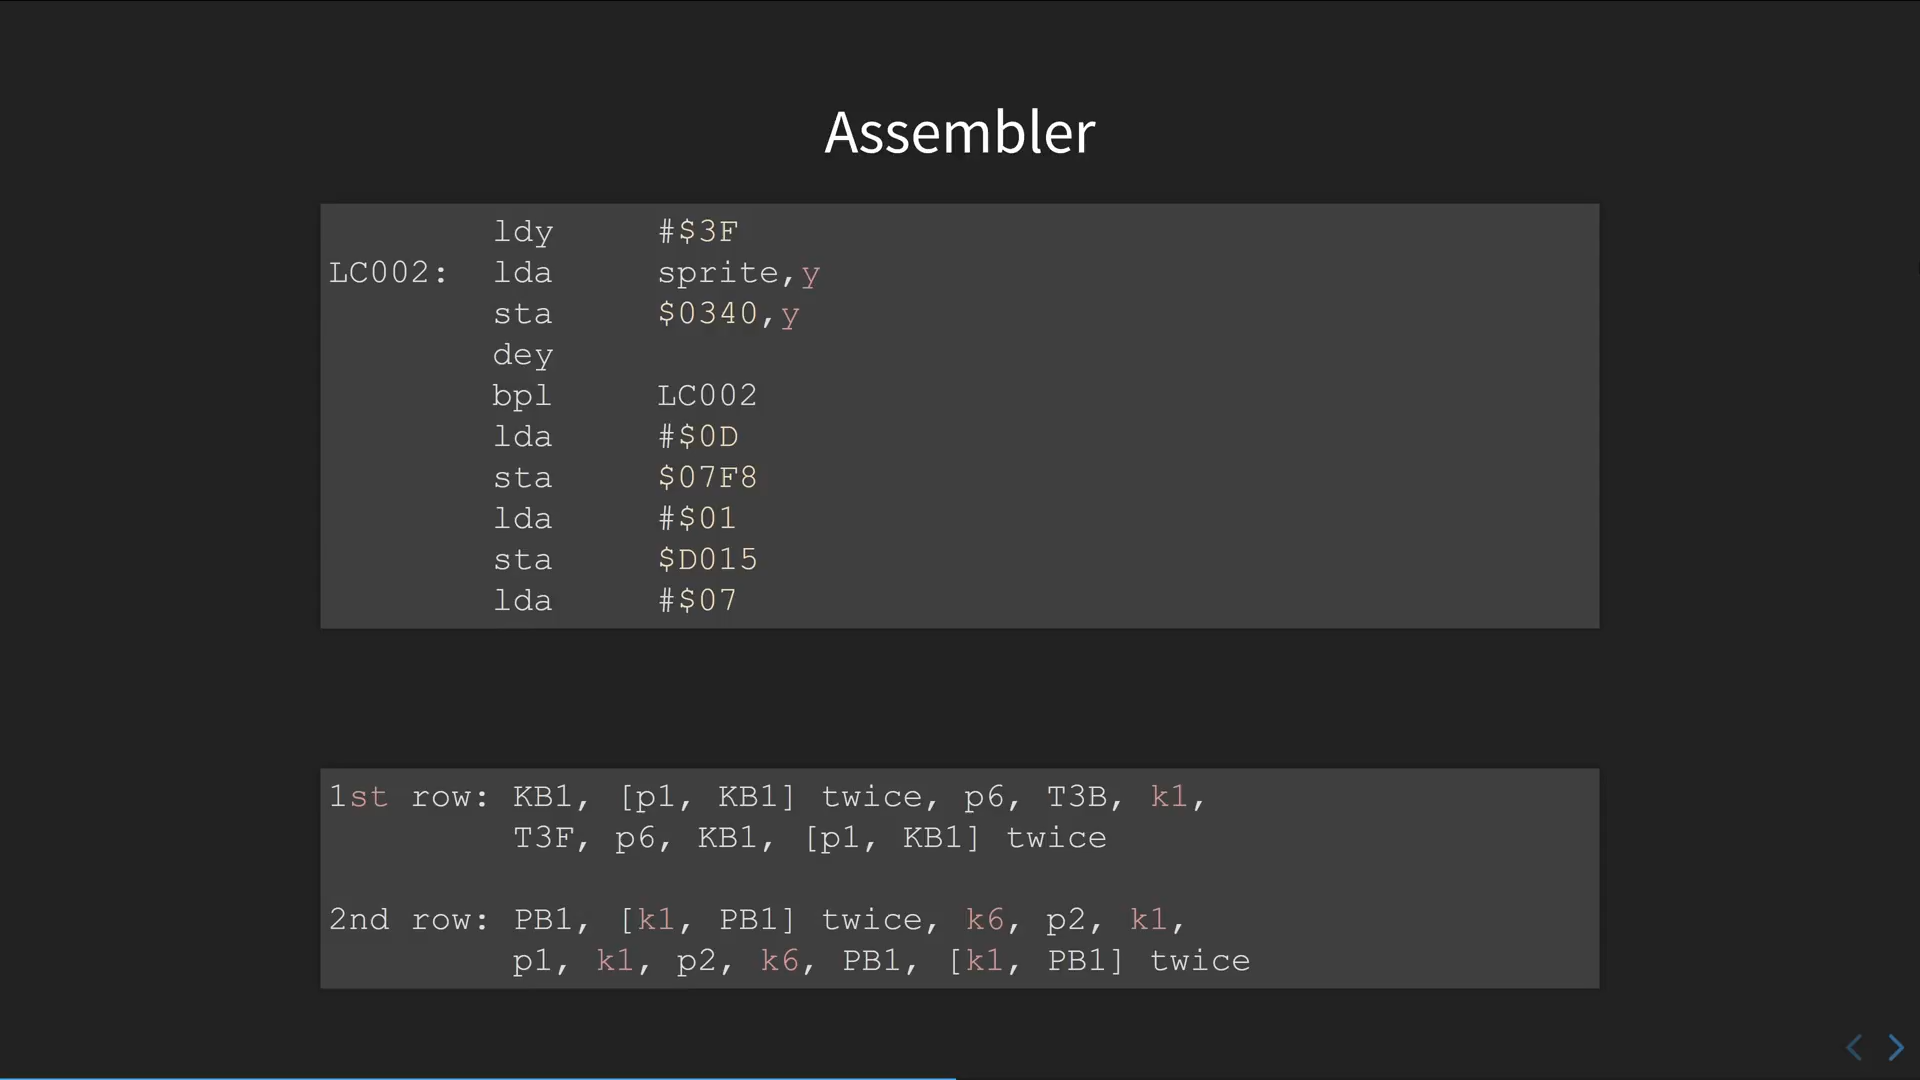 Assembler
ldy #$3F
LC002: lda sprite,y
sta $0340,y
dey
bpl LC002
lda #$0D
sta $07F8
lda #$01
sta $D015
lda #$07
1st row: KB1, [p1, KB1] twice, p6, T3B, k1,
T3F, p6, KB1, [p1, KB1] twice
2nd row: PB1, [k1, PB1] twice, k6, p2, k1,
p1, k1, p2, k6, PB1, [k1, PB1] twice